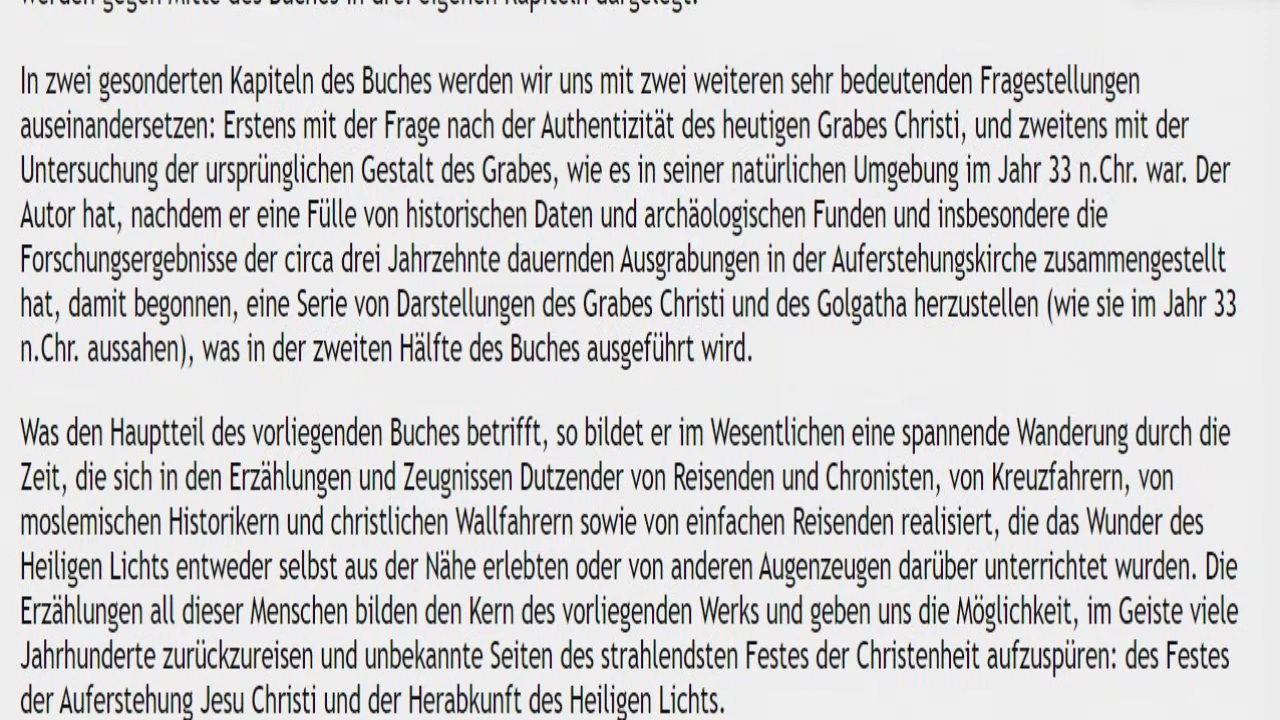 werden gegen Mitte des Buches in drei eigenen Kapiteln dargelegt.
In zwei gesonderten Kapiteln des Buches werden wir uns mit zwei weiteren sehr bedeutenden Fragestellungen
auseinandersetzen: Erstens mit der Frage nach der Authentizität des heutigen Grabes Christi, und zweitens mit der
Untersuchung der ursprünglichen Gestalt des Grabes, wie es in seiner natürlichen Umgebung im Jahr 33 n.Chr. war. Der
Autor hat, nachdem er eine Fülle von historischen Daten und archäologischen Funden und insbesondere die
Forschungsergebnisse der circa drei Jahrzehnte dauernden Ausgrabungen in der Auferstehungskirche zusammengestellt
hat, damit begonnen, eine Serie von Darstellungen des Grabes Christi und des Golgatha herzustellen (wie sie im Jahr 33
n.Chr. aussahen), was in der zweiten Hälfte des Buches ausgeführt wird.
Was den Hauptteil des vorliegenden Buches betrifft, so bildet er im Wesentlichen eine spannende Wanderung durch die
Zeit, die sich in den Erzählungen und Zeugnissen Dutzender von Reisenden und Chronisten, von Kreuzfahrern, von
moslemischen Historikern und christlichen Wallfahrern sowie von einfachen Reisenden realisiert, die das Wunder des
Heiligen Lichts entweder selbst aus der Nähe erlebten oder von anderen Augenzeugen darüber unterrichtet wurden. Die
Erzählungen all dieser Menschen bilden den Kern des vorliegenden Werks und geben uns die Möglichkeit, im Geiste viele
Jahrhunderte zurückzureisen und unbekannte Seiten des strahlendsten Festes der Christenheit aufzuspüren: des Festes
der Auferstehung Jesu Christi und der Herabkunft des Heiligen Lichts.